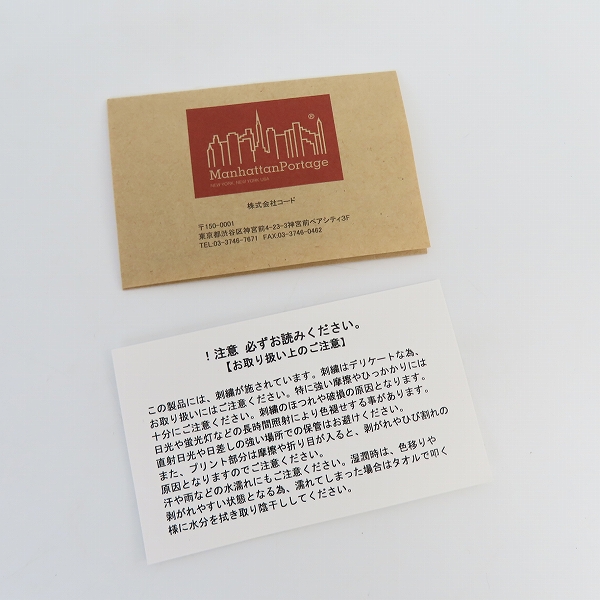 ®
ManhattanPortage
NEW YORK, NEW YORK-USA
株式会社コード
〒150-0001
東京都渋谷区神宮前4-23-3神宮前ペアシティ3F
TEL:03-3746-7671 FAX:03-3746-0462
！注意 必ずお読みください。
【お取り扱い上のご注意】
この製品には、刺繍が施されています。刺繍はデリケートな為、
お取り扱いにはご注意ください。特に強い摩擦やひっかかりには
十分にご注意ください。刺繍のほつれや破損の原因となります。
日光や蛍光灯などの長時間照射により色褪せする事があります。
直射日光や日差しの強い場所での保管はお避けください。
また、プリント部分は摩擦や折り目が入ると、剥がれやひび割れの
原因となりますのでご注意ください。
汗や雨などの水濡れにもご注意ください。湿潤時は、色移りや
剥がれやすい状態となる為、濡れてしまった場合はタオルで叩く
様に水分を拭き取り陰干ししてください。